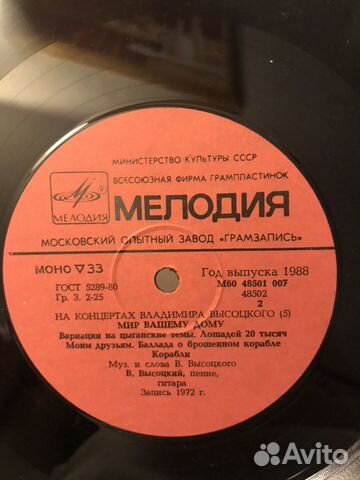 МИНИСТЕРСТВО КУЛЬТУРЫ СССР
ВСЕСОЮЗНАЯ ФИРМА ГРАМПЛАСТИНОК
МЕЛОДИЯ
МЕЛОДИЯ
МОСКОВСКИЙ ОПЫТНЫЙ ЗАВОД «ГРАМЗАПИСЬ»
МОНО ▽ 33
Год выпуска 1988
ГОСТ 5289-80
М60 48501 007
Гр. 3. 2-25
48502
2
НА КОНЦЕРТАХ ВЛАДИМИРА ВЫСОЦКОГО (5)
МИР ВАШЕМУ ДОМУ
Вариации на цыганские темы. Лошадей 20 тысяч
Моим друзьям. Баллада о брошенном корабле
Корабли
Муз. и слова В. Высоцкого
В. Высоцкий, пение,
гитара
Запись 1972 г.
Avito